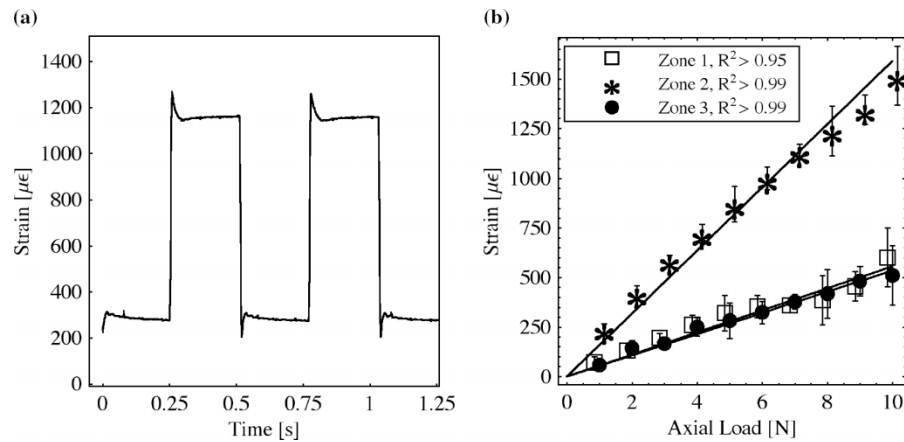 (a)
1400
1200
1000
800
600
400
200
0
Strain [µϵ]
0 0.25 0.5 0.75 1 1.25
Time [s]
(b)
Zone 1, R² > 0.95
Zone 2, R² > 0.99
Zone 3, R² > 0.99
1500
1250
1000
750
500
250
0
Strain [µϵ]
0 2 4 6 8 10
Axial Load [N]